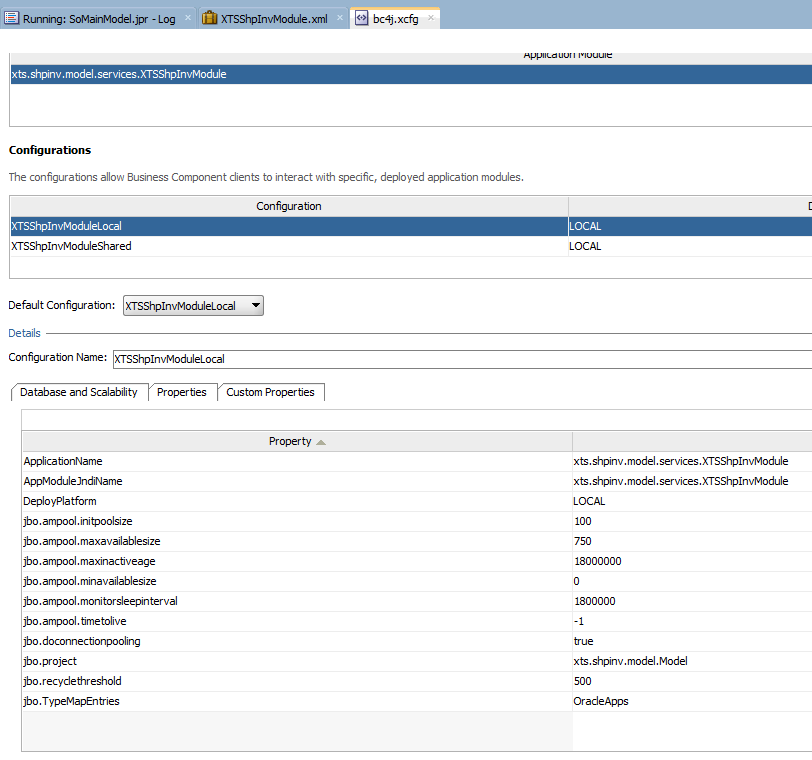 Running: SoMainModel.jpr - Log XTSShpInvModule.xml bc4j.xcfg
Application Module
xts.shpinv.model.services.XTSShpInvModule
Configurations
The configurations allow Business Component clients to interact with specific, deployed application modules.
Configuration D
XTSShpInvModuleLocal LOCAL
XTSShpInvModuleShared LOCAL
Default Configuration: XTSShpInvModuleLocal
Details
Configuration Name: XTSShpInvModuleLocal
Database and Scalability Properties Custom Properties
Property
ApplicationName xts.shpinv.model.services.XTSShpInvModule
AppModuleJndiName xts.shpinv.model.services.XTSShpInvModule
DeployPlatform LOCAL
jbo.ampool.initpoolsize 100
jbo.ampool.maxavailablesize 750
jbo.ampool.maxinactiveage 18000000
jbo.ampool.minavailablesize 0
jbo.ampool.monitorsleepinterval 1800000
jbo.ampool.timetolive -1
jbo.doconnectionpooling true
jbo.project xts.shpinv.model.Model
jbo.recyclethreshold 500
jbo.TypeMapEntries OracleApps